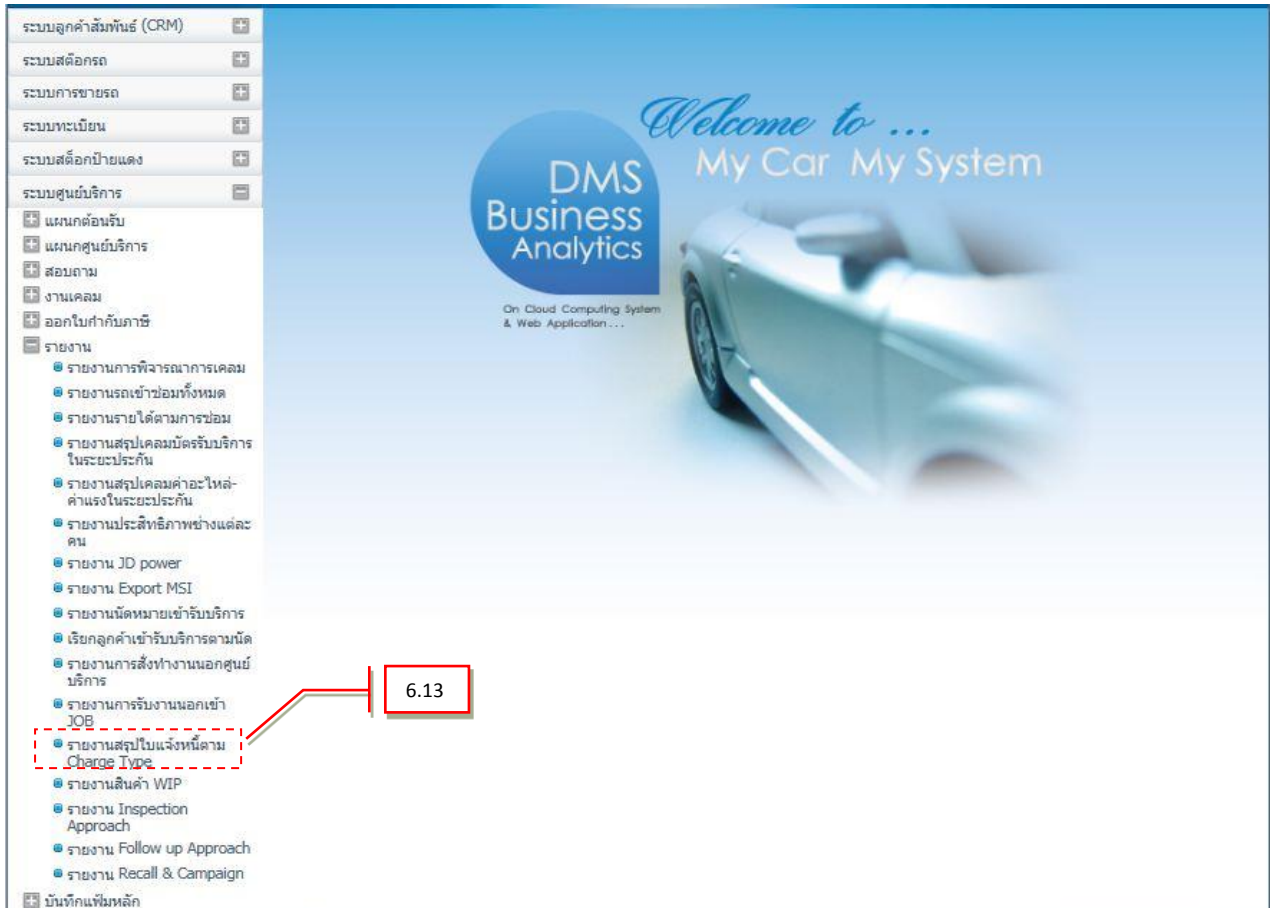 ระบบลูกค้าสัมพันธ์ (CRM)
ระบบสต๊อกรถ
ระบบการขายรถ
ระบบทะเบียน
ระบบสต็อกป้ายแดง
ระบบศูนย์บริการ
แผนกต้อนรับ
แผนกศูนย์บริการ
สอบถาม
งานเคลม
ออกใบกำกับภาษี
รายงาน
รายงานการพิจารณาการเคลม
รายงานรถเข้าซ่อมทั้งหมด
รายงานรายได้ตามการซ่อม
รายงานสรุปเคลมบัตรรับบริการ
ในระยะประกัน
รายงานสรุปเคลมค่าอะไหล่-
ค่าแรงในระยะประกัน
รายงานประสิทธิภาพช่างแต่ละ
คน
รายงาน JD power
รายงาน Export MSI
รายงานนัดหมายเข้ารับบริการ
เรียกลูกค้าเข้ารับบริการตามนัด
รายงานการสั่งทำงานนอกศูนย์
บริการ
รายงานการรับงานนอกเข้า
JOB
รายงานสรุปใบแจ้งหนี้ตาม
Charge Type
รายงานสินค้า WIP
รายงาน Inspection
Approach
รายงาน Follow up Approach
รายงาน Recall & Campaign
บันทึกแฟ้มหลัก
Welcome to ...
My Car My System
DMS
Business
Analytics
On Cloud Computing System
& Web Application...
6.13